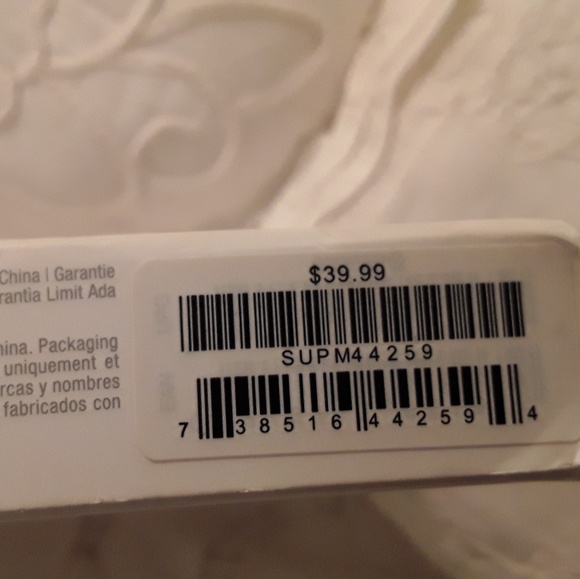 China | Garantie
rantia Limit Ada
hina. Packaging
uniquement et
rcas y nombres
fabricados con
$39.99
SUPM44259
7 38516 44259 4